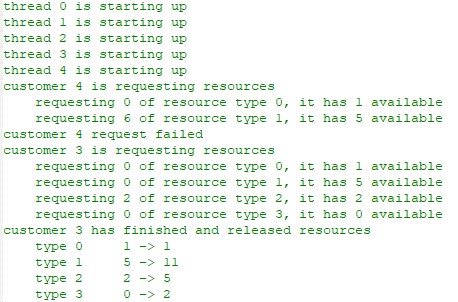 thread 0 is starting up
thread 1 is starting up
thread 2 is starting up
thread 3 is starting up
thread 4 is starting up
customer 4 is requesting resources
    requesting 0 of resource type 0, it has 1 available
    requesting 6 of resource type 1, it has 5 available
customer 4 request failed
customer 3 is requesting resources
    requesting 0 of resource type 0, it has 1 available
    requesting 0 of resource type 1, it has 5 available
    requesting 2 of resource type 2, it has 2 available
    requesting 0 of resource type 3, it has 0 available
customer 3 has finished and released resources
    type 0     1 -> 1
    type 1     5 -> 11
    type 2     2 -> 5
    type 3     0 -> 2